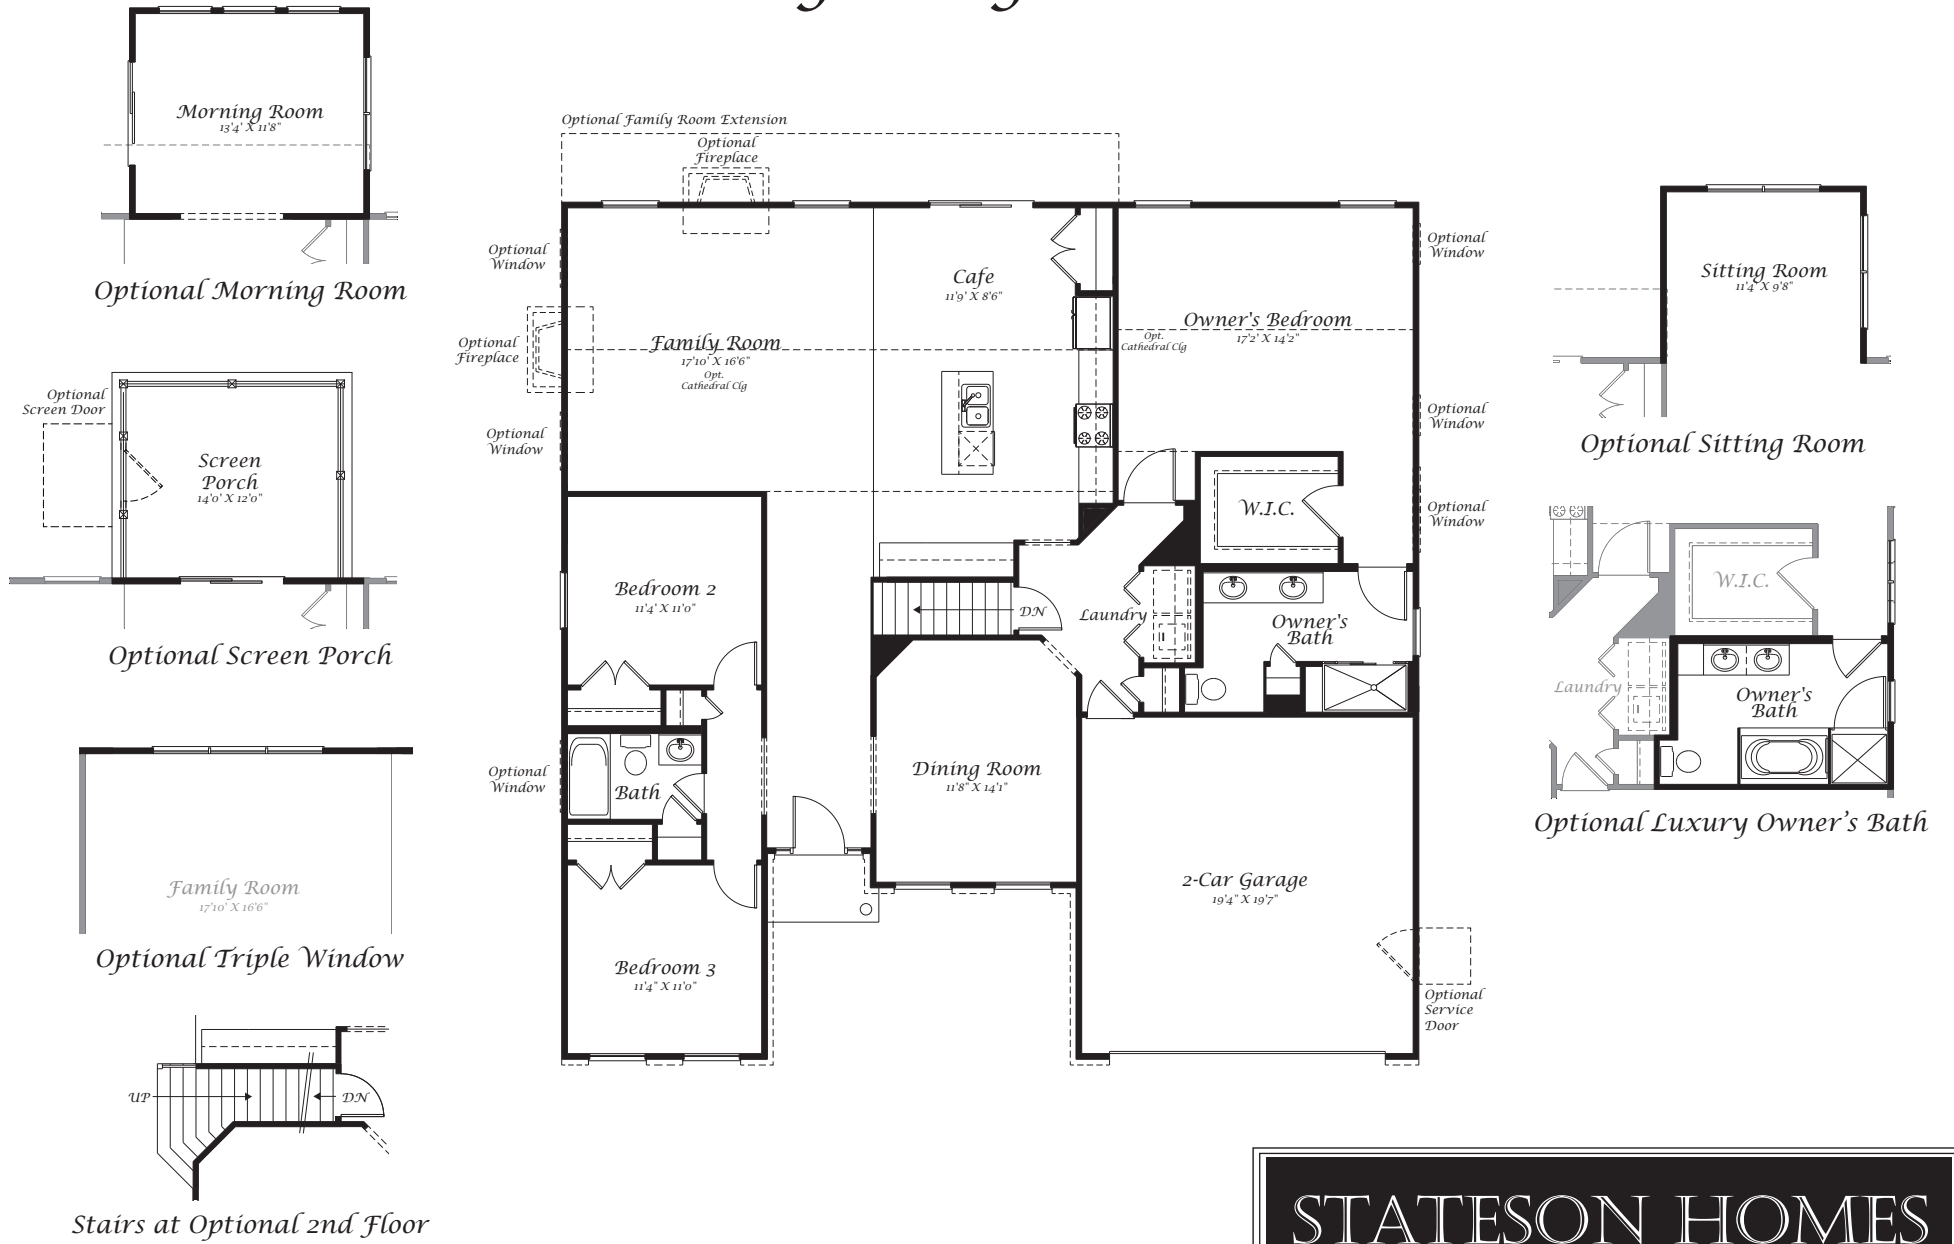 Morning Room
13'4' X 11'8"
Optional Morning Room
Optional
Screen Door
Screen
Porch
14'0' X 12'0"
Optional Screen Porch
Family Room
17'10' X 16'6"
Optional Triple Window
UP
DN
Stairs at Optional 2nd Floor
Optional Family Room Extension
Optional
Fireplace
Optional
Window
Optional
Fireplace
Optional
Window
Family Room
17'10' X 16'6"
Opt.
Cathedral Clg
Cafe
11'9' X 8'6"
Owner's Bedroom
17'2' X 14'2"
Opt.
Cathedral Clg
Optional
Window
Optional
Window
Optional
Window
W.I.C.
Bedroom 2
11'4' X 11'0"
DN
Laundry
Owner's
Bath
Optional
Window
Bath
Dining Room
11'8" X 14'1"
2-Car Garage
19'4" X 19'7"
Bedroom 3
11'4" X 11'0"
Optional
Service
Door
Sitting Room
11'4" X 9'8"
Optional Sitting Room
W.I.C.
Laundry
Owner's
Bath
Optional Luxury Owner's Bath
STATESON HOMES